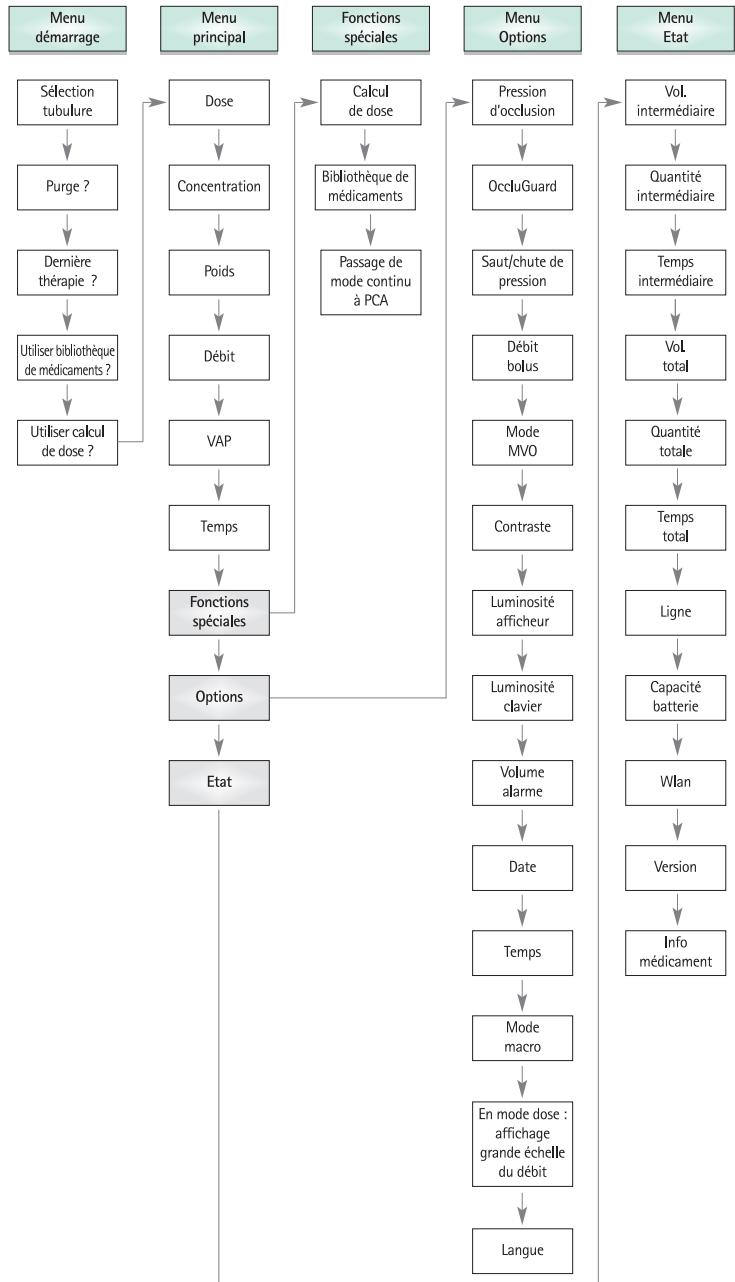 Menu
démarrage
Menu
principal
Fonctions
spéciales
Menu
Options
Menu
Etat
Sélection
tubulure
Purge ?
Dernière
thérapie ?
Utiliser bibliothèque
de médicaments ?
Utiliser calcul
de dose ?
Dose
Concentration
Poids
Débit
VAP
Temps
Fonctions
spéciales
Options
Etat
Calcul
de dose
Bibliothèque de
médicaments
Passage de
mode continu
à PCA
Pression
d'occlusion
OccluGuard
Saut/chute de
pression
Débit
bolus
Mode
MVO
Contraste
Luminosité
afficheur
Luminosité
clavier
Volume
alarme
Date
Temps
Mode
macro
En mode dose :
affichage
grande échelle
du débit
Langue
Vol.
intermédiaire
Quantité
intermédiaire
Temps
intermédiaire
Vol.
total
Quantité
totale
Temps
total
Ligne
Capacité
batterie
Wlan
Version
Info
médicament